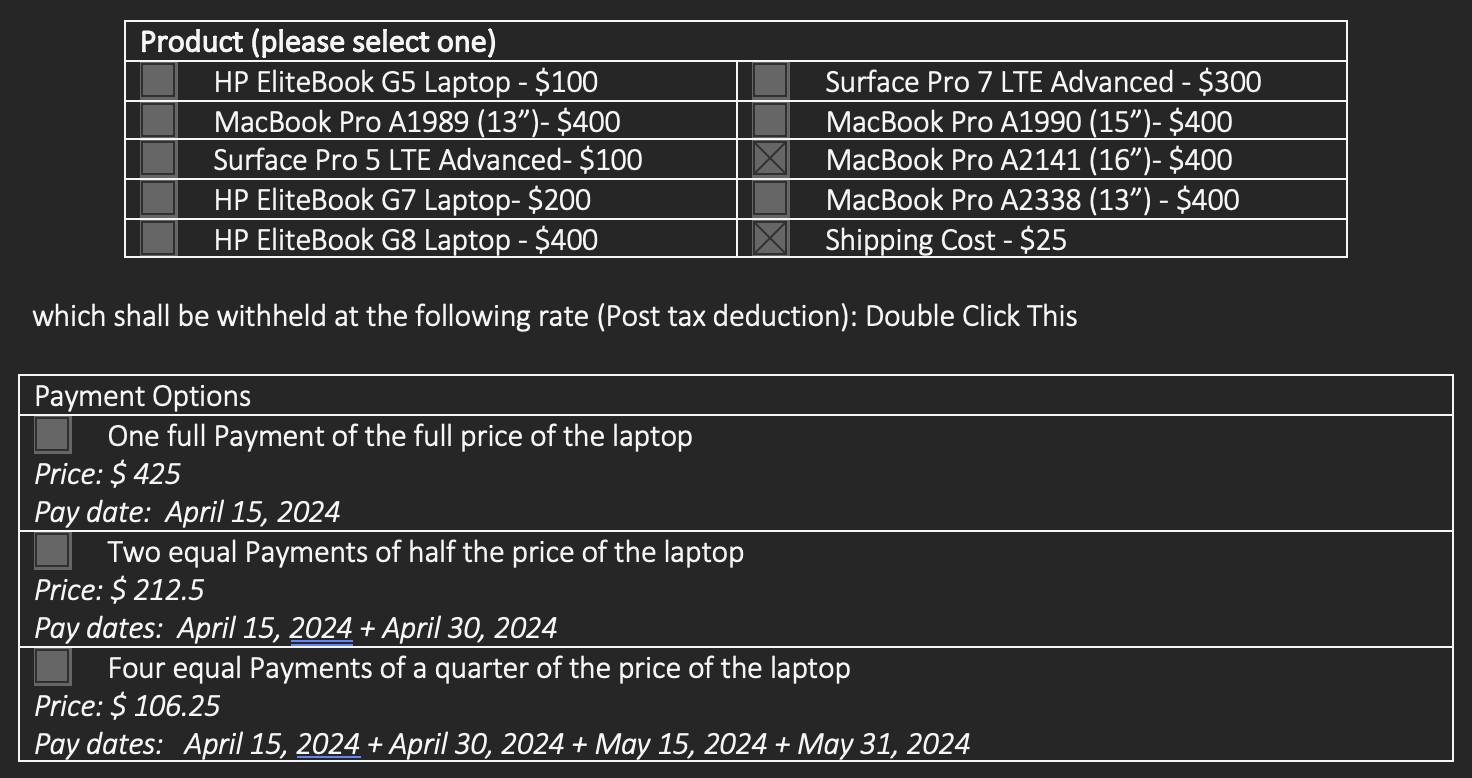 Product (please select one)
HP EliteBook G5 Laptop - $100 Surface Pro 7 LTE Advanced - $300
MacBook Pro A1989 (13”)- $400 MacBook Pro A1990 (15”)- $400
Surface Pro 5 LTE Advanced- $100 MacBook Pro A2141 (16”)- $400
HP EliteBook G7 Laptop- $200 MacBook Pro A2338 (13”) - $400
HP EliteBook G8 Laptop - $400 Shipping Cost - $25
which shall be withheld at the following rate (Post tax deduction): Double Click This
Payment Options
One full Payment of the full price of the laptop
Price: $ 425
Pay date: April 15, 2024
Two equal Payments of half the price of the laptop
Price: $ 212.5
Pay dates: April 15, 2024 + April 30, 2024
Four equal Payments of a quarter of the price of the laptop
Price: $ 106.25
Pay dates: April 15, 2024 + April 30, 2024 + May 15, 2024 + May 31, 2024